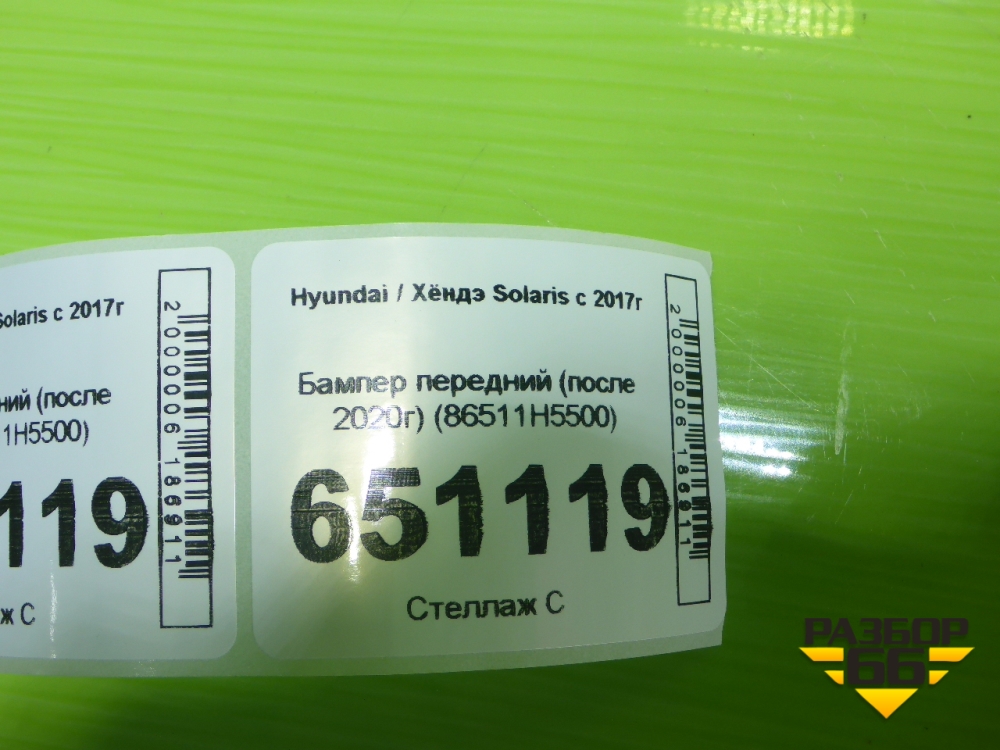 Solaris с 2017г
ний (после
11H5500)
119
ж С
2000006186911
Hyundai / Хёндэ Solaris с 2017г
Бампер передний (после
2020г) (86511H5500)
651119
Стеллаж С
2000006186911
РАЗБОР
66